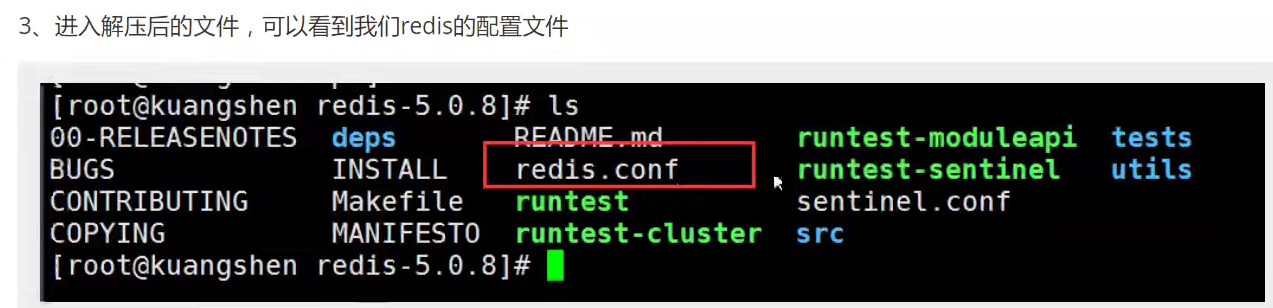 3、进入解压后的文件，可以看到我们redis的配置文件
[root@kuangshen redis-5.0.8]# ls
00-RELEASENOTES deps README.md runtest-moduleapi tests
BUGS INSTALL redis.conf runtest-sentinel utils
CONTRIBUTING Makefile runtest sentinel.conf
COPYING MANIFESTO runtest-cluster src
[root@kuangshen redis-5.0.8]#